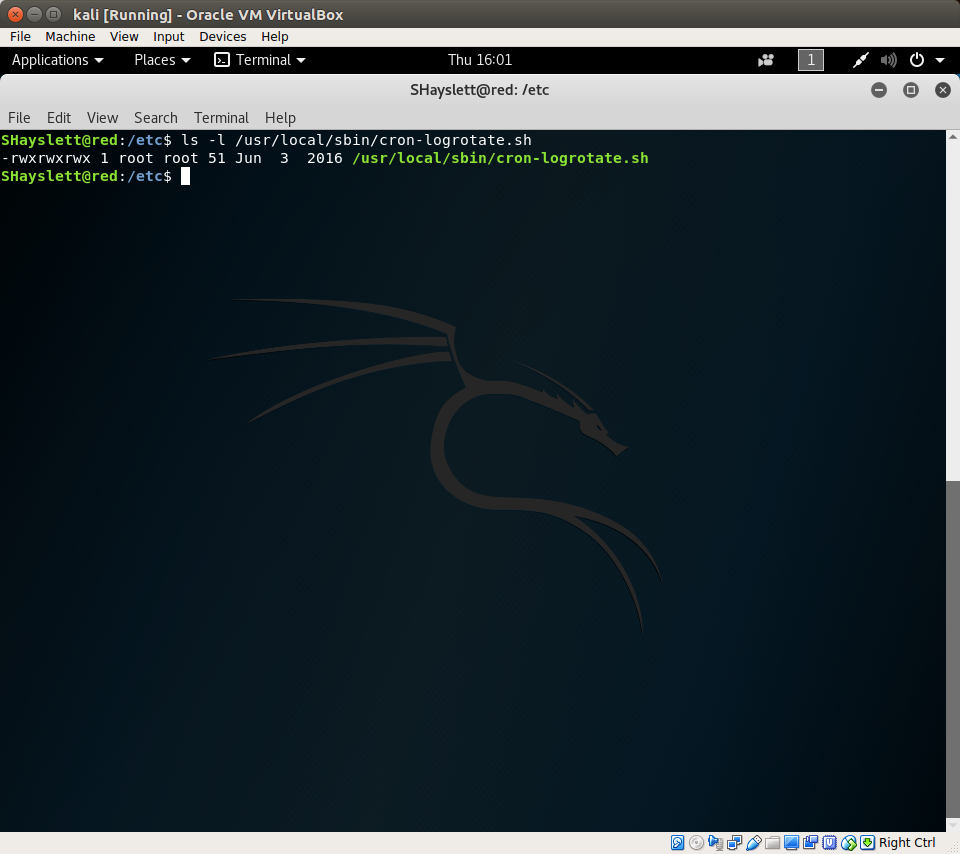 kali [Running] - Oracle VM VirtualBox
File Machine View Input Devices Help
Applications Places Terminal Thu 16:01 1
SHayslett@red: /etc
File Edit View Search Terminal Help
SHayslett@red:/etc$ ls -l /usr/local/sbin/cron-logrotate.sh
-rwxrwxrwx 1 root root 51 Jun  3  2016 /usr/local/sbin/cron-logrotate.sh
SHayslett@red:/etc$
Right Ctrl